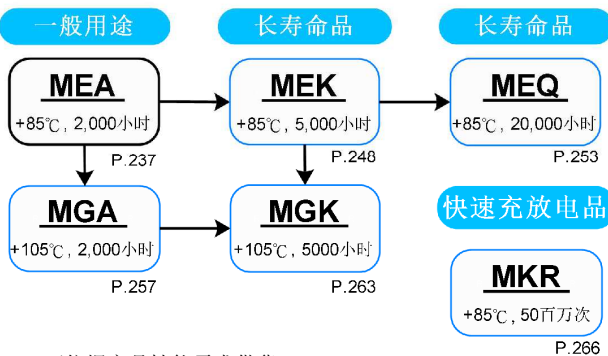 一般用途
长寿命品
长寿命品
MEA
+85℃, 2,000小时
P.237
MEK
+85℃, 5,000小时
P.248
MEQ
+85℃, 20,000小时
P.253
MGA
+105℃, 2,000小时
P.257
MGK
+105℃, 5000小时
P.263
快速充放电品
MKR
+85℃, 50百万次
P.266